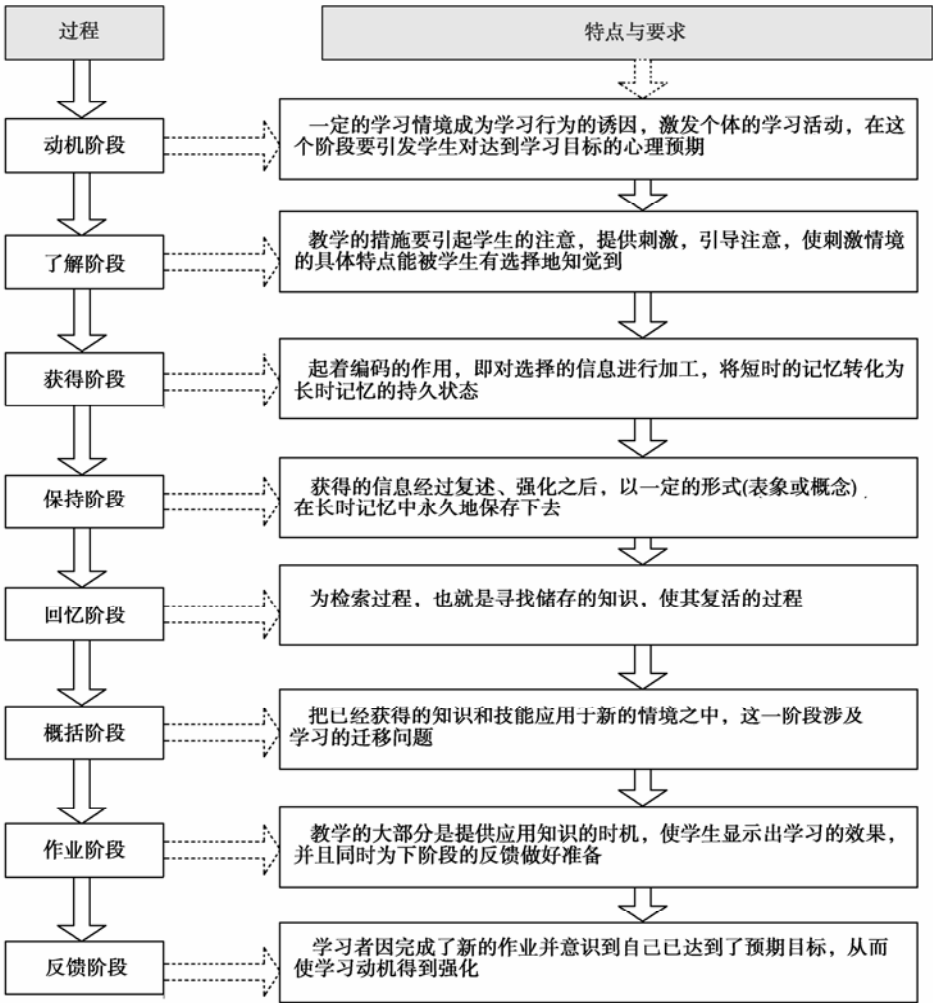 过程
特点与要求
动机阶段
一定的学习情境成为学习行为的诱因，激发个体的学习活动，在这
个阶段要引发学生对达到学习目标的心理预期
了解阶段
教学的措施要引起学生的注意，提供刺激，引导注意，使刺激情境
的具体特点能被学生有选择地知觉到
获得阶段
起着编码的作用，即对选择的信息进行加工，将短时的记忆转化为
长时记忆的持久状态
保持阶段
获得的信息经过复述、强化之后，以一定的形式(表象或概念)
在长时记忆中永久地保存下去
回忆阶段
为检索过程，也就是寻找储存的知识，使其复活的过程
概括阶段
把已经获得的知识和技能应用于新的情境之中，这一阶段涉及
学习的迁移问题
作业阶段
教学的大部分是提供应用知识的时机，使学生显示出学习的效果，
并且同时为下阶段的反馈做好准备
反馈阶段
学习者因完成了新的作业并意识到自己已达到了预期目标，从而
使学习动机得到强化